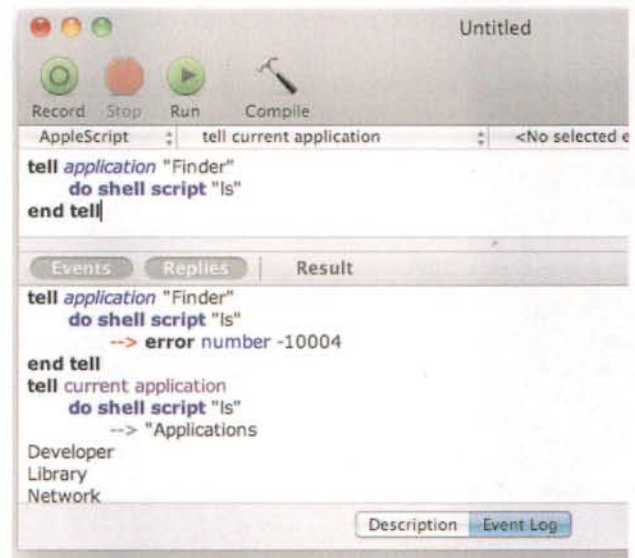 Untitled
Record Stop Run Compile
AppleScript tell current application <No selected e
tell application "Finder"
do shell script "ls"
end tell
Events Replies Result
tell application "Finder"
do shell script "ls"
--> error number -10004
end tell
tell current application
do shell script "ls"
--> "Applications
Developer
Library
Network
Description Event Log